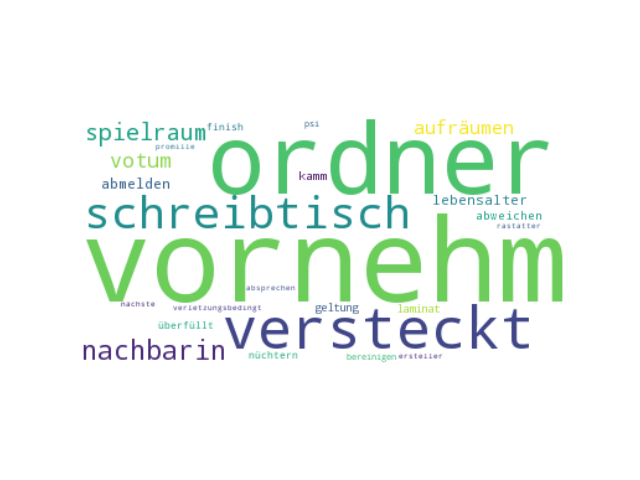 spielraum finish psi aufräumen
promille
votum ordner
abmelden kamm
schreibtisch lebensalter
abweichen
rastatter
vornehm
absprechen
nächste verletzungsbedingt geltung laminat
überfüllt versteckt
nachbarin nüchtern bereinigen ersteller